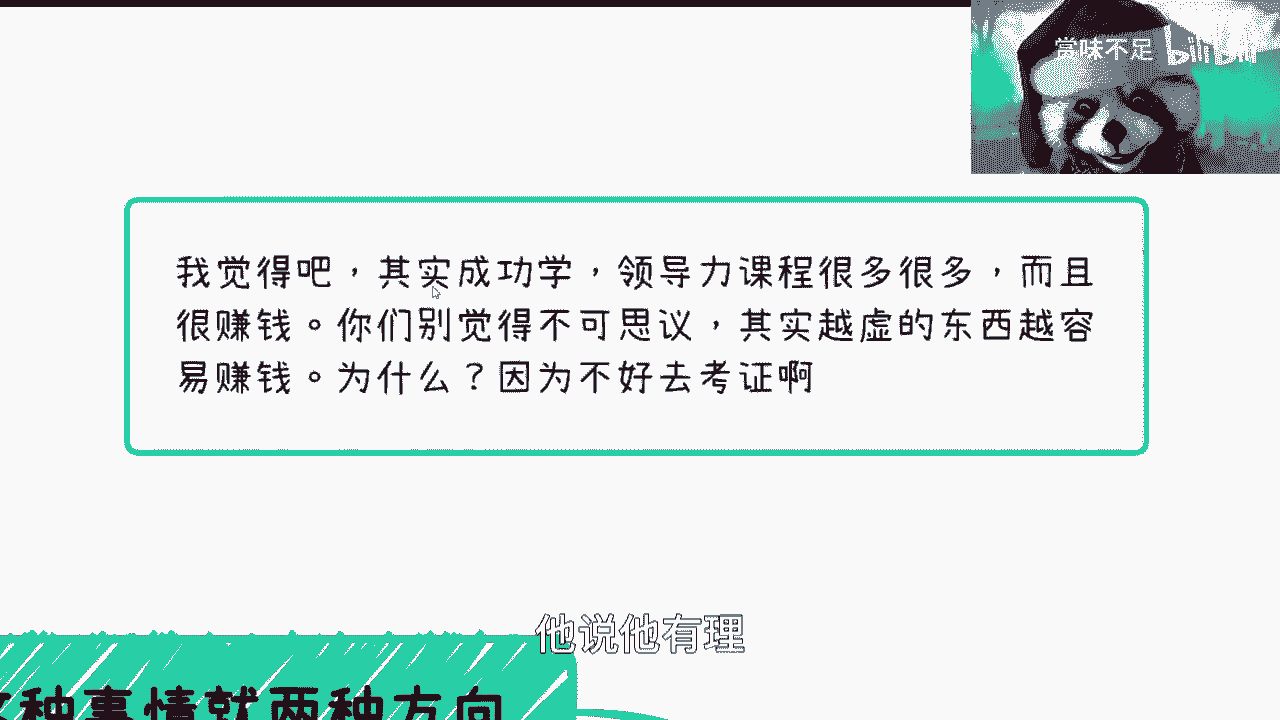 赏味不足 bilibili
我觉得吧，其实成功学，领导力课程很多很多，而且
很赚钱。你们别觉得不可思议，其实越虚的东西越容
易赚钱。为什么？因为不好去考证啊
他说他有理
种事情就两种方向